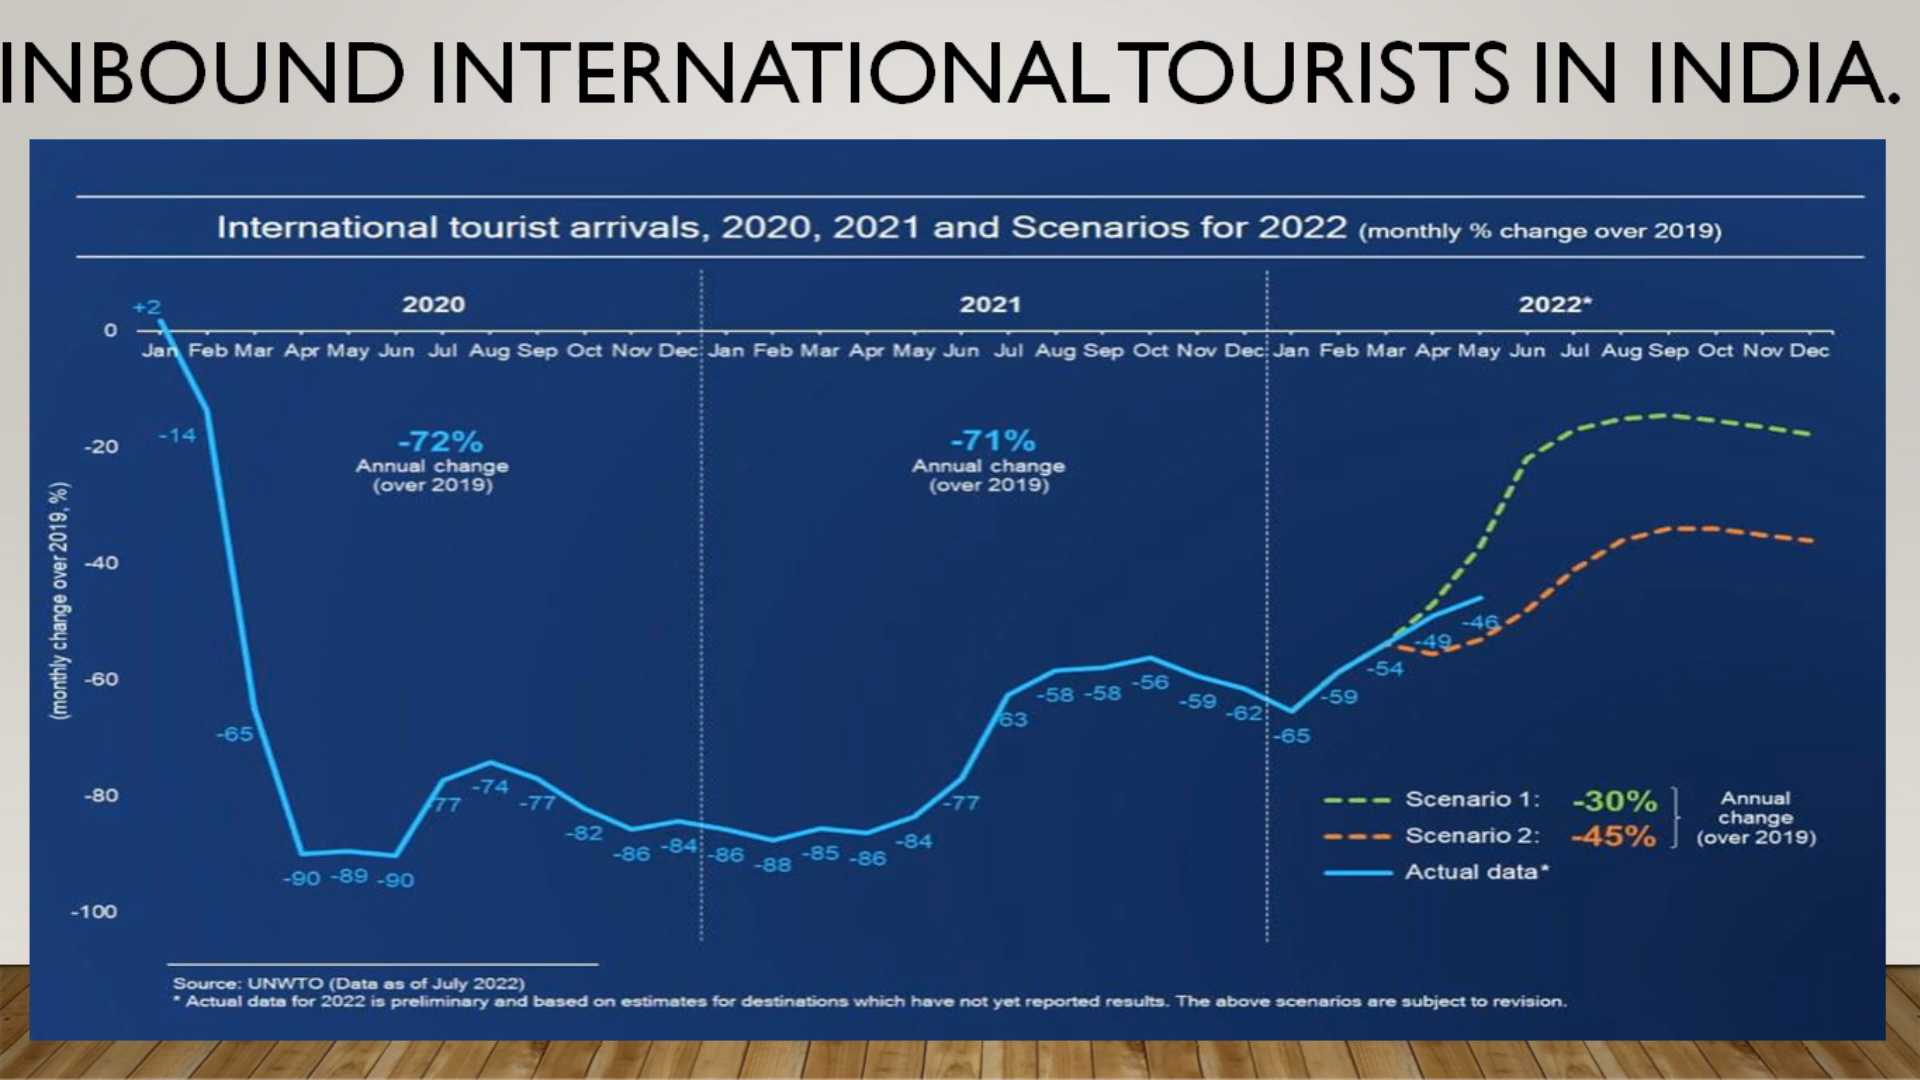 INBOUND INTERNATIONAL TOURISTS IN INDIA.
International tourist arrivals, 2020, 2021 and Scenarios for 2022 (monthly % change over 2019)
2020 2021 2022*
+2
0
Jan Feb Mar Apr May Jun Jul Aug Sep Oct Nov Dec Jan Feb Mar Apr May Jun Jul Aug Sep Oct Nov Dec Jan Feb Mar Apr May Jun Jul Aug Sep Oct Nov Dec
-14
-20
-72%
Annual change
(over 2019)
-71%
Annual change
(over 2019)
(monthly change over 2019, %)
-40
-60
-80
-100
-65
-90 -89 -90
-77
-74
-77
-82
-86
-84
-86
-88
-85
-86
-84
-77
-63
-58 -58
-56
-59
-62
-65
-59
-54
-49
-46
Scenario 1: -30%
Scenario 2: -45%
Annual
change
(over 2019)
Actual data*
Source: UNWTO (Data as of July 2022)
* Actual data for 2022 is preliminary and based on estimates for destinations which have not yet reported results. The above scenarios are subject to revision.